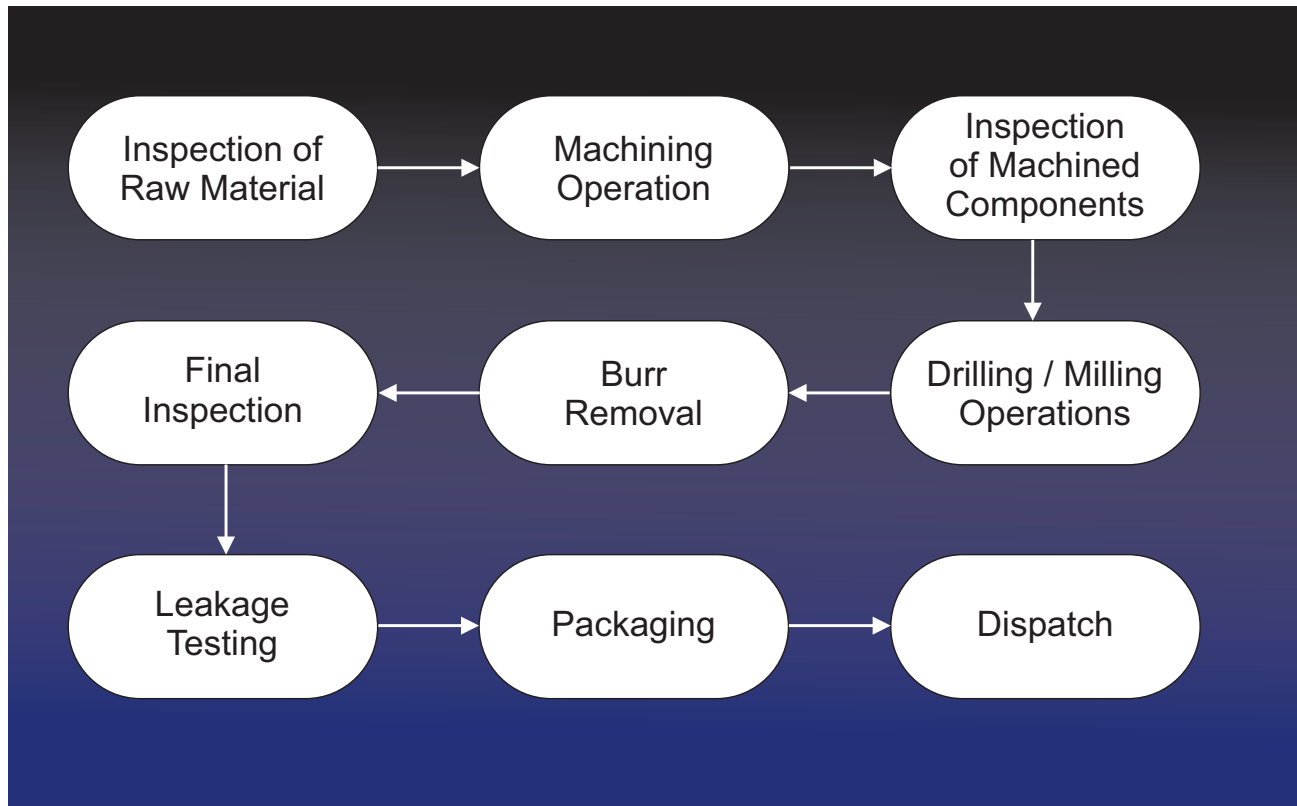 Inspection of
Raw Material
Machining
Operation
Inspection
of Machined
Components
Drilling / Milling
Operations
Burr
Removal
Final
Inspection
Leakage
Testing
Packaging
Dispatch